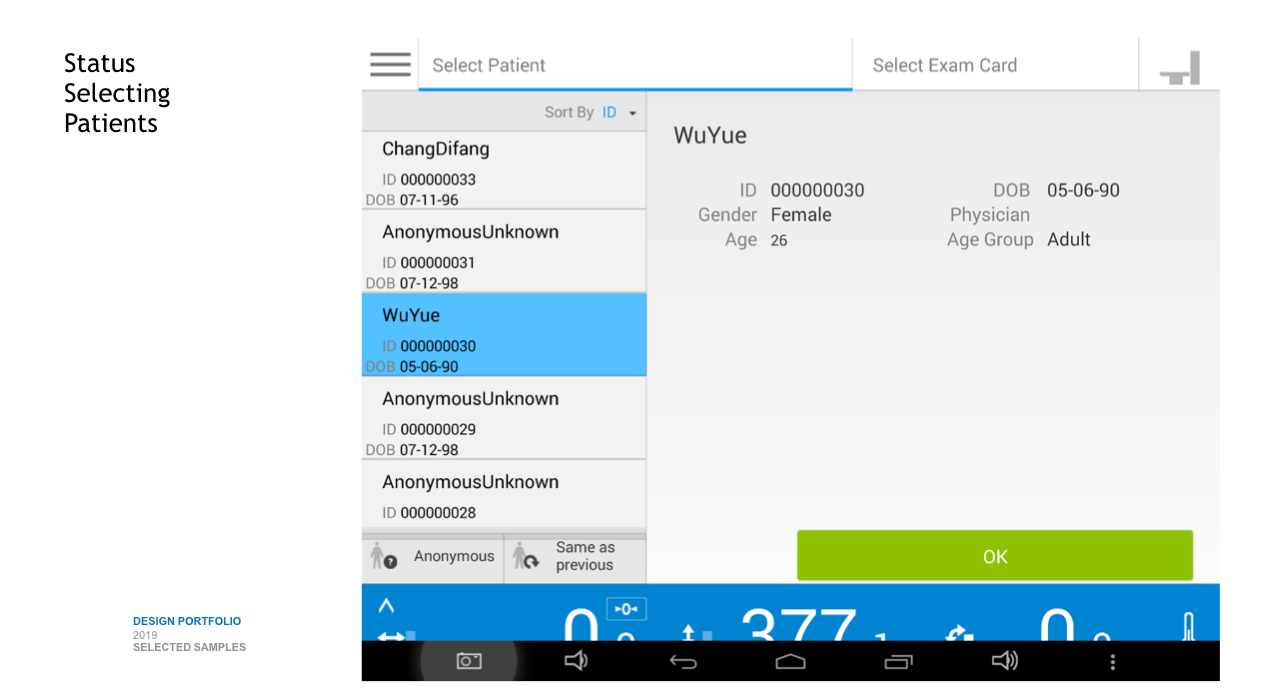 Status
Selecting
Patients
Select Patient
Select Exam Card
Sort By ID
ChangDifang
ID 000000033
DOB 07-11-96
AnonymousUnknown
ID 000000031
DOB 07-12-98
WuYue
ID 000000030
DOB 05-06-90
AnonymousUnknown
ID 000000029
DOB 07-12-98
AnonymousUnknown
ID 000000028
Anonymous
Same as
previous
WuYue
ID 000000030 DOB 05-06-90
Gender Female Physician
Age 26 Age Group Adult
OK
0
377
0
DESIGN PORTFOLIO
2019
SELECTED SAMPLES